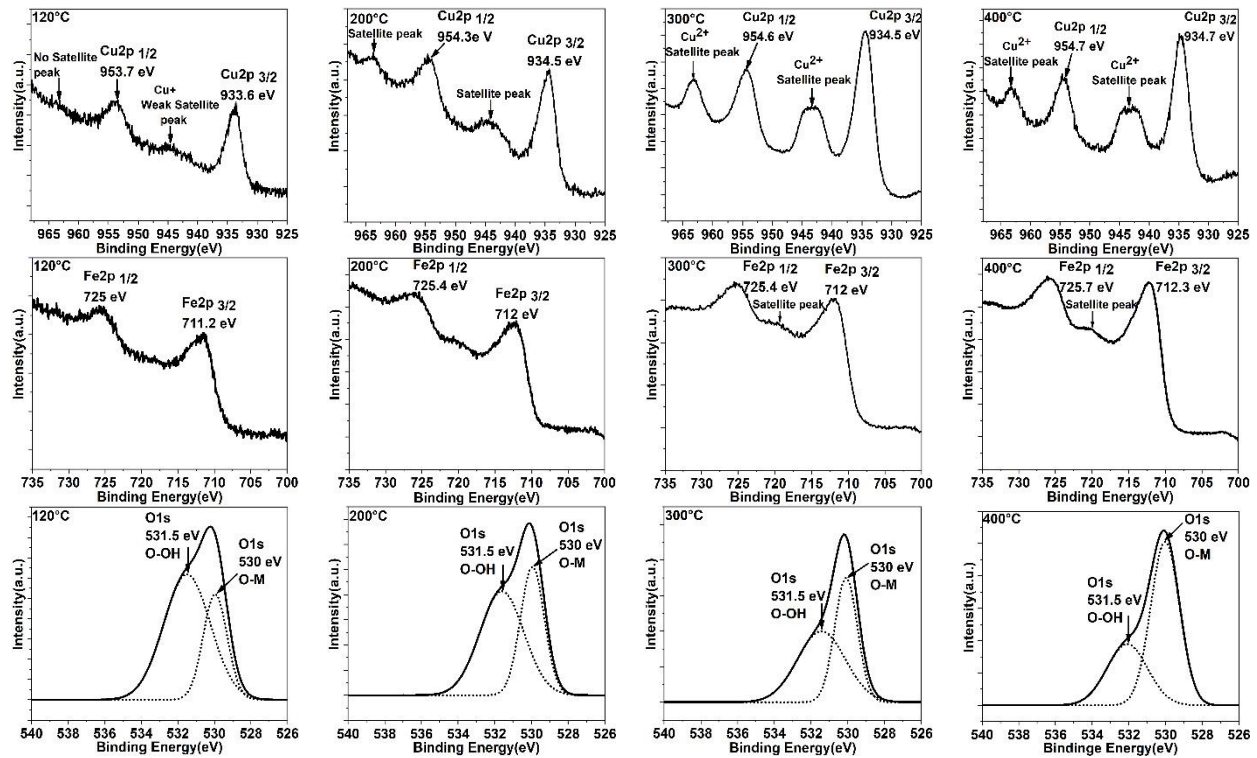 120°C
No Satellite
peak
Cu2p 1/2
953.7 eV
Cu+
Weak Satellite
peak
Cu2p 3/2
933.6 eV
Intensity(a.u.)
965 960 955 950 945 940 935 930 925
Binding Energy(eV)
200°C
Satellite peak
Cu2p 1/2
954.3e V
Satellite peak
Cu2p 3/2
934.5 eV
Intensity(a.u.)
965 960 955 950 945 940 935 930 925
Binding Energy(eV)
300°C
Cu2+
Satellite peak
Cu2p 1/2
954.6 eV
Cu2+
Satellite peak
Cu2p 3/2
934.5 eV
Intensity(a.u.)
965 960 955 950 945 940 935 930 925
Binding Energy(eV)
400°C
Cu2+
Satellite peak
Cu2p 1/2
954.7 eV
Cu2+
Satellite peak
Cu2p 3/2
934.7 eV
Intensity(a.u.)
965 960 955 950 945 940 935 930 925
Binding Energy(eV)
120°C
Fe2p 1/2
725 eV
Fe2p 3/2
711.2 eV
Intensity(a.u.)
735 730 725 720 715 710 705 700
Binding Energy(eV)
200°C
Fe2p 1/2
725.4 eV
Fe2p 3/2
712 eV
Intensity(a.u.)
735 730 725 720 715 710 705 700
Binding Energy(eV)
300°C
Fe2p 1/2
725.4 eV
Satellite peak
Fe2p 3/2
712 eV
Intensity(a.u.)
735 730 725 720 715 710 705 700
Binding Energy(eV)
400°C
Fe2p 1/2
725.7 eV
Satellite peak
Fe2p 3/2
712.3 eV
Intensity(a.u.)
735 730 725 720 715 710 705 700
Binding Energy(eV)
120°C
O1s
531.5 eV
O-OH
O1s
530 eV
O-M
Intensity(a.u.)
540 538 536 534 532 530 528 526
Binding Energy(eV)
200°C
O1s
531.5 eV
O-OH
O1s
530 eV
O-M
Intensity(a.u.)
540 538 536 534 532 530 528 526
Binding Energy(eV)
300°C
O1s
531.5 eV
O-OH
O1s
530 eV
O-M
Intensity(a.u.)
540 538 536 534 532 530 528 526
Binding Energy(eV)
400°C
O1s
531.5 eV
O-OH
O1s
530 eV
O-M
Intensity(a.u.)
540 538 536 534 532 530 528 526
Bindinge Energy(eV)